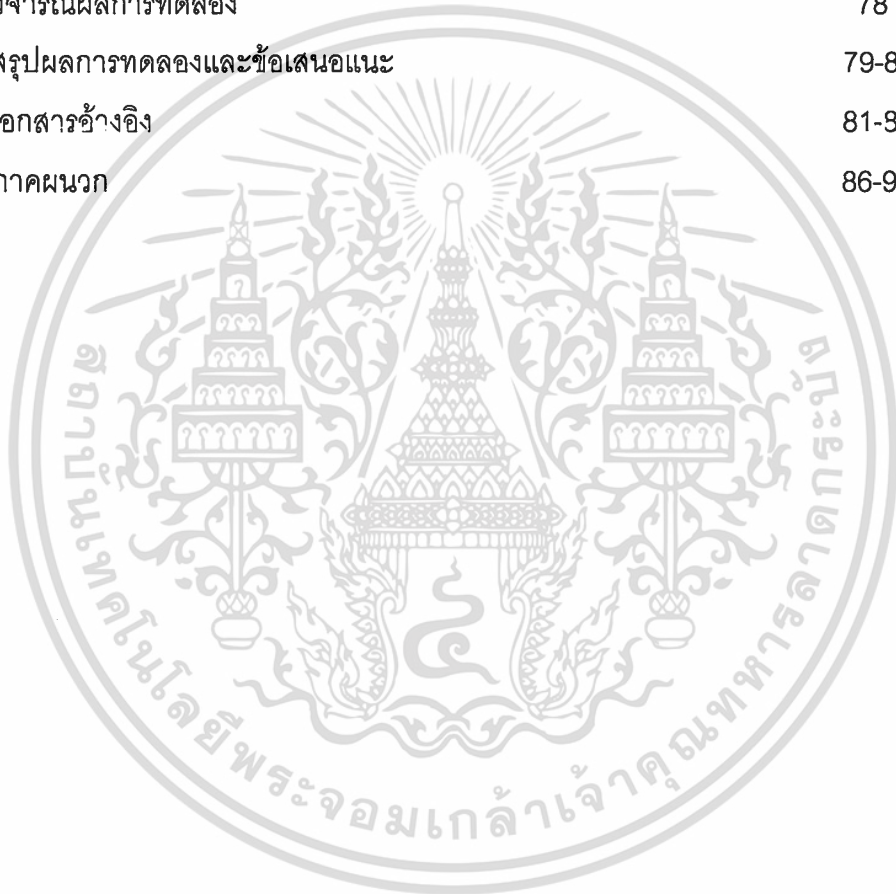 วิจารณ์ผลการทดลอง 78
สรุปผลการทดลองและข้อเสนอแนะ 79-8
เอกสารอ้างอิง 81-8
ภาคผนวก 86-9
๔
สถาบันเทคโนโลยีพระจอมเกล้าเจ้าคุณทหารลาดกระบัง